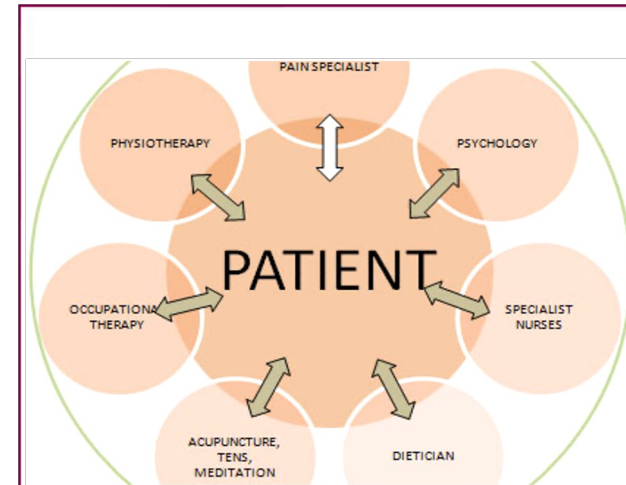 PAIN SPECIALIST
PHYSIOTHERAPY
PSYCHOLOGY
PATIENT
OCCUPATIONA
THERAPY
SPECIALIST
NURSES
ACUPUNCTURE,
TENS,
MEDITATION
DIETICIAN